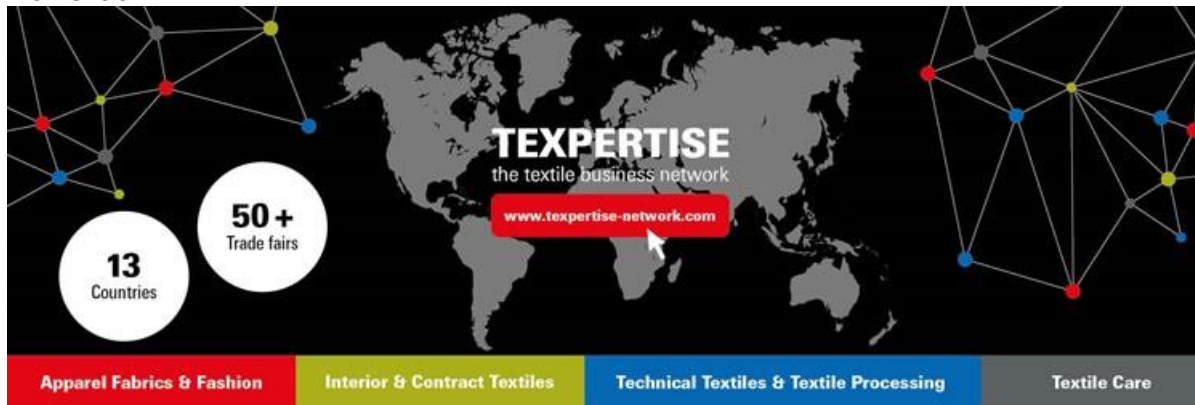 TEXPERTISE
the textile business network
www.texpertise-network.com
50+
Trade fairs
13
Countries
Apparel Fabrics & Fashion
Interior & Contract Textiles
Technical Textiles & Textile Processing
Textile Care